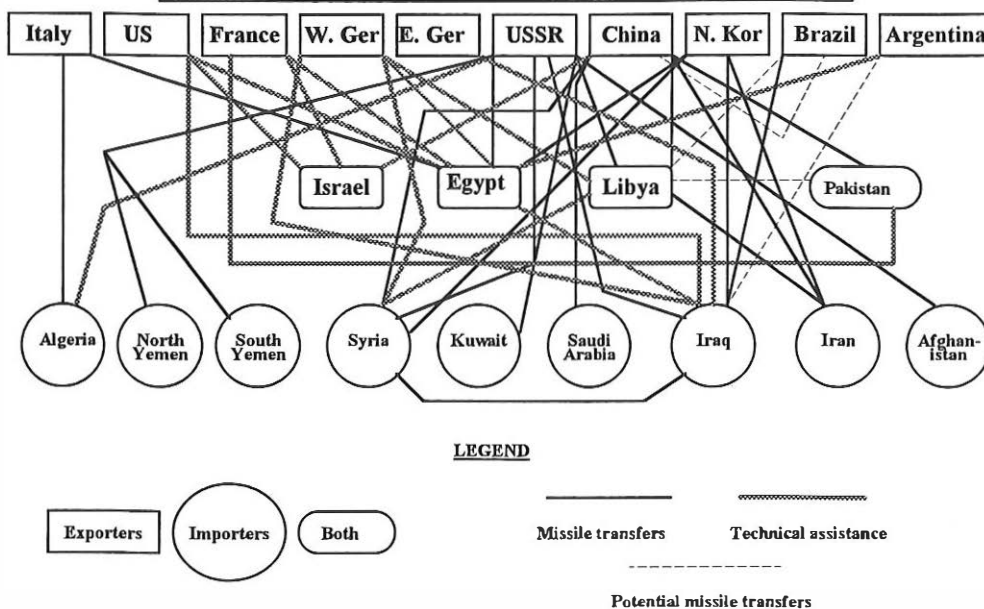 Italy US France W. Ger E. Ger USSR China N. Kor Brazil Argentina
Israel Egypt Libya Pakistan
Algeria North Yemen South Yemen Syria Kuwait Saudi Arabia Iraq Iran Afghan-istan
LEGEND
Exporters Importers Both Missile transfers Technical assistance
Potential missile transfers